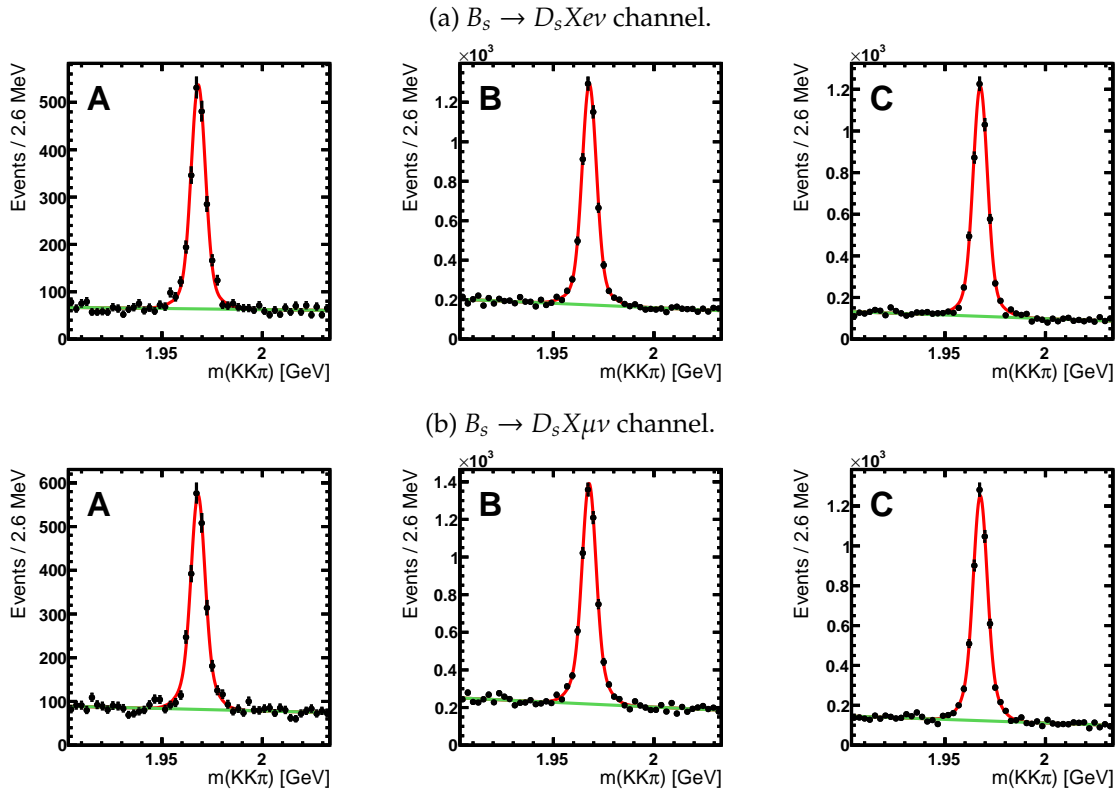 (a) B_s → D_s X e ν channel.
A
Events / 2.6 MeV
500
400
300
200
100
0
1.95
2
m(KKπ) [GeV]
B
×10³
Events / 2.6 MeV
1.4
1.2
1
0.8
0.6
0.4
0.2
0
1.95
2
m(KKπ) [GeV]
C
×10³
Events / 2.6 MeV
1.2
1
0.8
0.6
0.4
0.2
0
1.95
2
m(KKπ) [GeV]
(b) B_s → D_s X μ ν channel.
A
Events / 2.6 MeV
600
500
400
300
200
100
0
1.95
2
m(KKπ) [GeV]
B
×10³
Events / 2.6 MeV
1.4
1.2
1
0.8
0.6
0.4
0.2
0
1.95
2
m(KKπ) [GeV]
C
×10³
Events / 2.6 MeV
1.2
1
0.8
0.6
0.4
0.2
0
1.95
2
m(KKπ) [GeV]